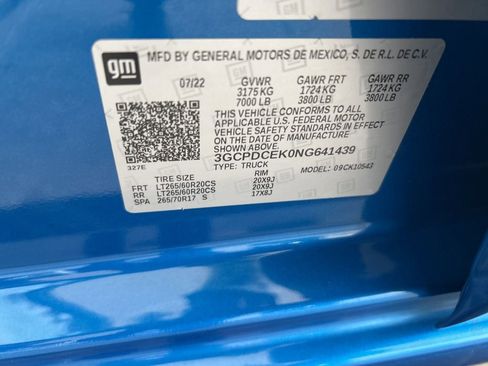 gm
MFD BY GENERAL MOTORS DE MEXICO, S. DE R.L. DE C.V.
07/22 GVWR GAWR FRT GAWR RR
3175 KG 1724 KG 1724 KG
7000 LB 3800 LB 3800 LB
THIS VEHICLE CONFORMS TO ALL
APPLICABLE U.S. FEDERAL MOTOR
VEHICLE SAFETY STANDARDS IN EFFECT ON
THE DATE OF MANUFACTURE SHOWN ABOVE.
3GCPDCEK0NG641439
327E
TYPE: TRUCK MODEL: 09CK10543
TIRE SIZE RIM
FRT LT265/60R20CS 20X9J
RR LT265/60R20CS 20X9J
SPA 265/70R17 S 17X8J